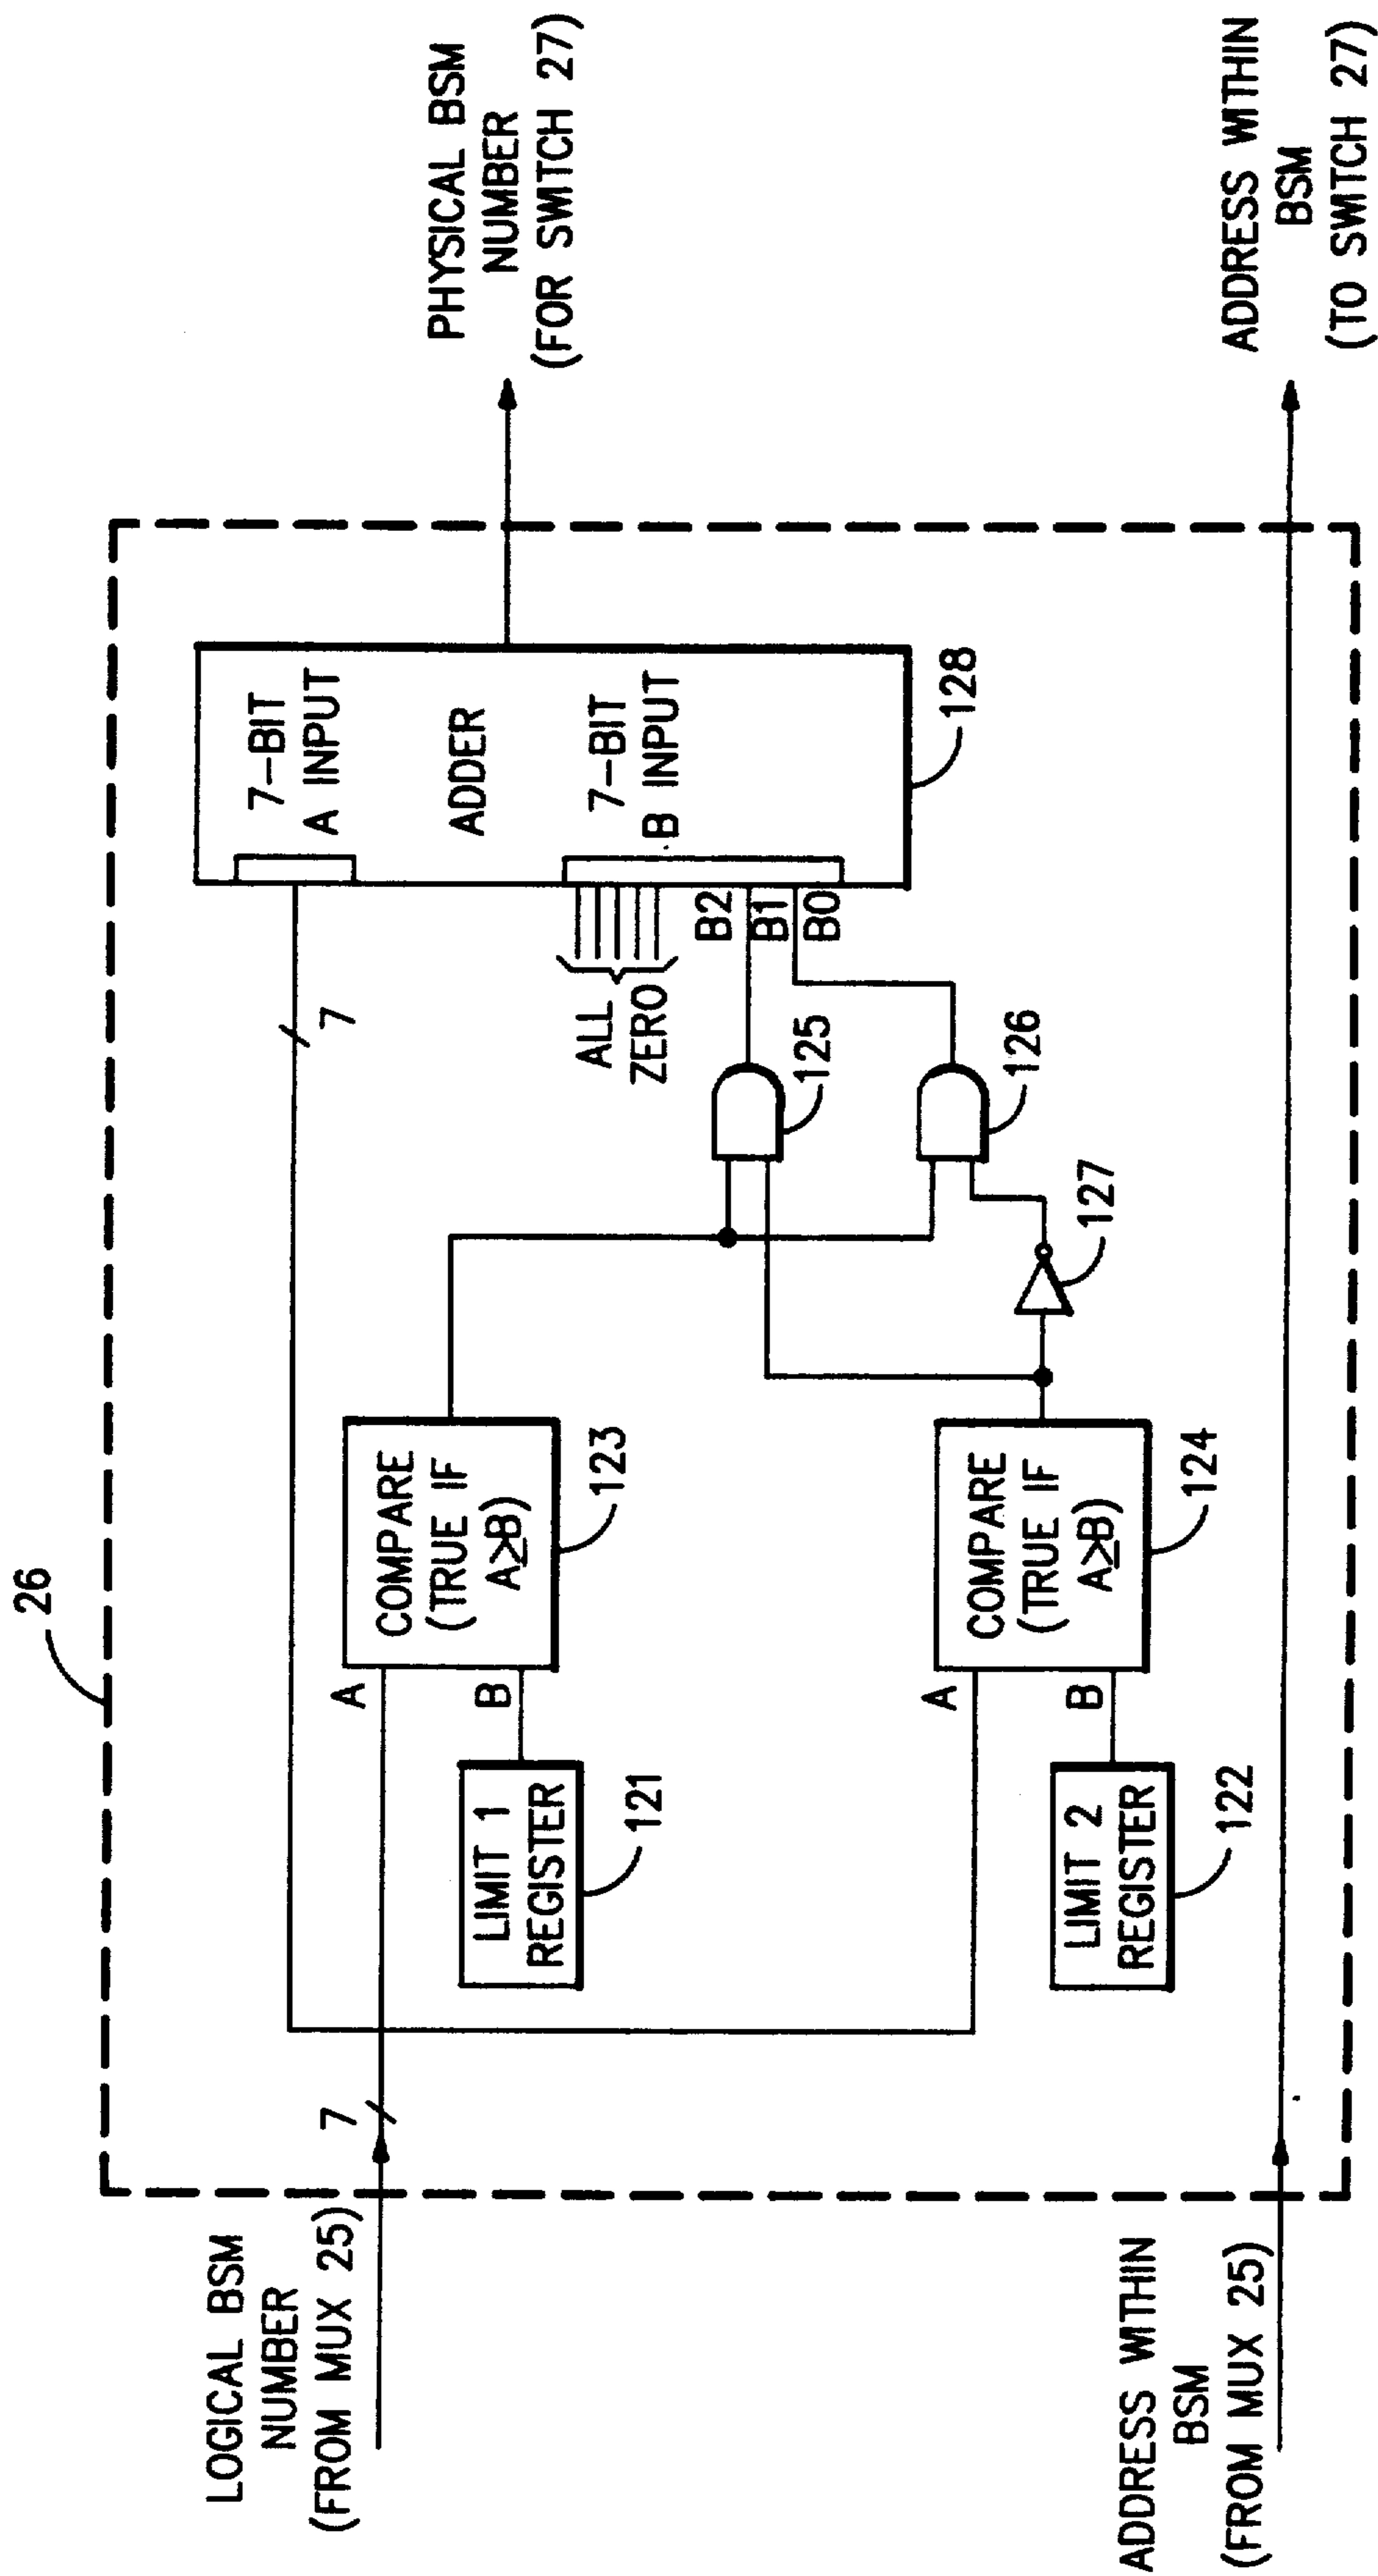 26
LOGICAL BSM
NUMBER
(FROM MUX 25)
7
A
B
LIMIT 1
REGISTER
121
COMPARE
(TRUE IF
A≥B)
123
7
7-BIT
A INPUT
ADDER
7-BIT
B INPUT
128
ALL
ZERO
B2
B1
B0
125
126
127
A
B
LIMIT 2
REGISTER
122
COMPARE
(TRUE IF
A≥B)
124
PHYSICAL BSM
NUMBER
(FOR SWITCH 27)
ADDRESS WITHIN
BSM
(FROM MUX 25)
ADDRESS WITHIN
BSM
(TO SWITCH 27)